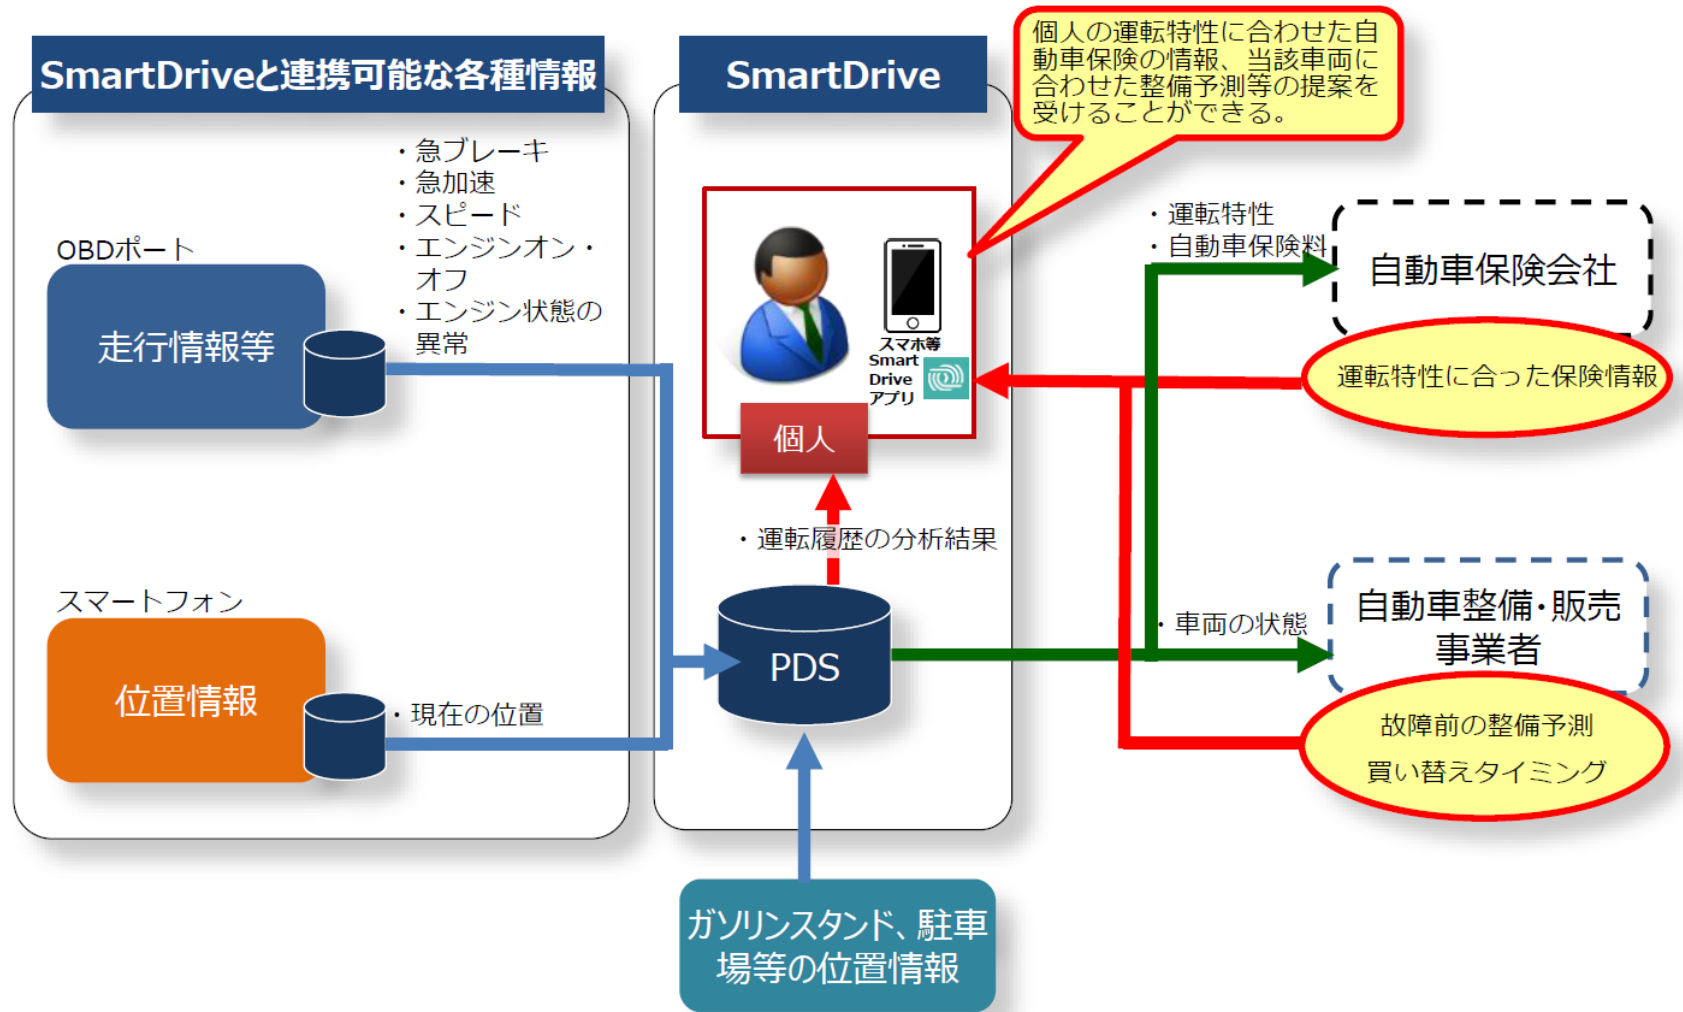 SmartDriveと連携可能な各種情報
・急ブレーキ
・急加速
・スピード
・エンジンオン・
オフ
・エンジン状態の
異常
OBDポート
走行情報等
スマートフォン
位置情報
・現在の位置
SmartDrive
スマホ等
Smart
Drive
アプリ
個人
・運転履歴の分析結果
PDS
ガソリンスタンド、駐車
場等の位置情報
個人の運転特性に合わせた自
動車保険の情報、当該車両に
合わせた整備予測等の提案を
受けることができる。
・運転特性
・自動車保険料
自動車保険会社
運転特性に合った保険情報
・車両の状態
自動車整備・販売
事業者
故障前の整備予測
買い替えタイミング